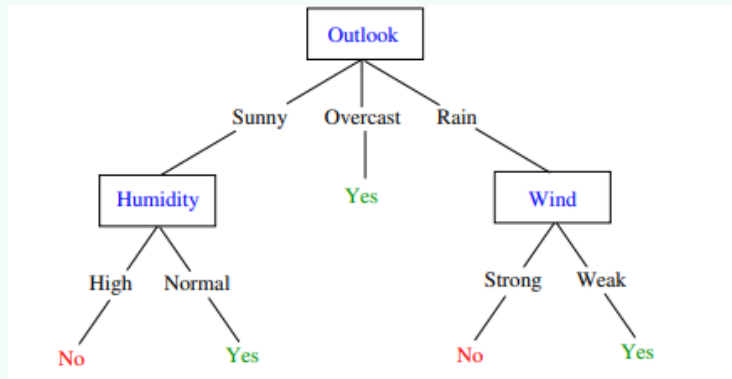 Outlook
Sunny Overcast Rain
Humidity Yes Wind
High Normal Strong Weak
No Yes No Yes